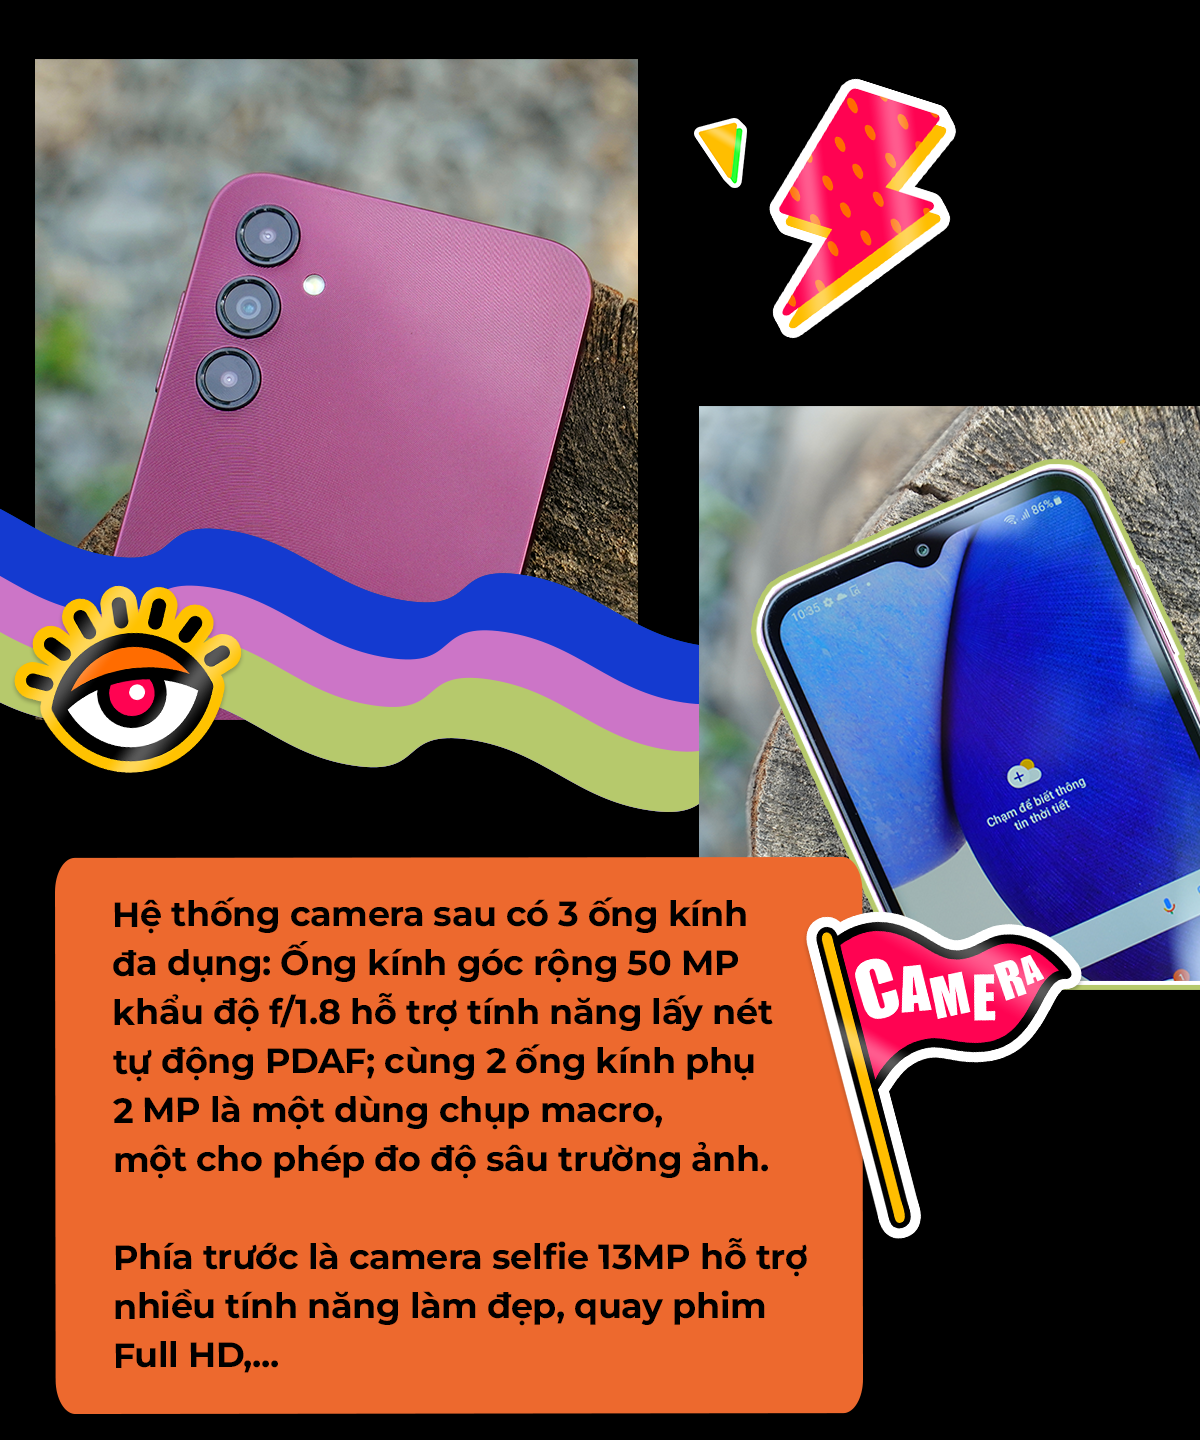 86%
10:35
Chạm để biết thông
tin thời tiết
CAMERA
Hệ thống camera sau có 3 ống kính
đa dụng: Ống kính góc rộng 50 MP
khẩu độ f/1.8 hỗ trợ tính năng lấy nét
tự động PDAF; cùng 2 ống kính phụ
2 MP là một dùng chụp macro,
một cho phép đo độ sâu trường ảnh.
Phía trước là camera selfie 13MP hỗ trợ
nhiều tính năng làm đẹp, quay phim
Full HD,...